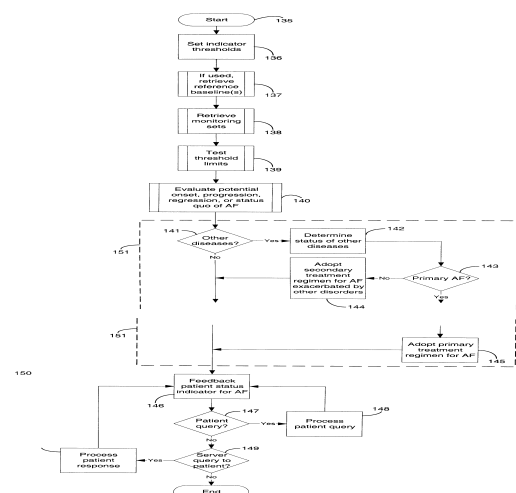 Start
135
Set indicator
thresholds
136
If used,
retrieve
reference
baseline(s)
137
Retrieve
monitoring
sets
138
Test
threshold
limits
139
Evaluate potential
onset, progression,
regression, or status
quo of AF
140
141
Other
diseases?
Yes
No
142
Determine
status of other
diseases
151
143
Primary AF?
No
Yes
Adopt
secondary
treatment
regimen for AF
exacerbated by
other disorders
144
151
Adopt primary
treatment
regimen for AF
145
150
Feedback
patient status
indicator for AF
146
147
Patient
query?
Yes
No
148
Process
patient query
149
Server
query to
patient?
Yes
No
Process
patient
response
End